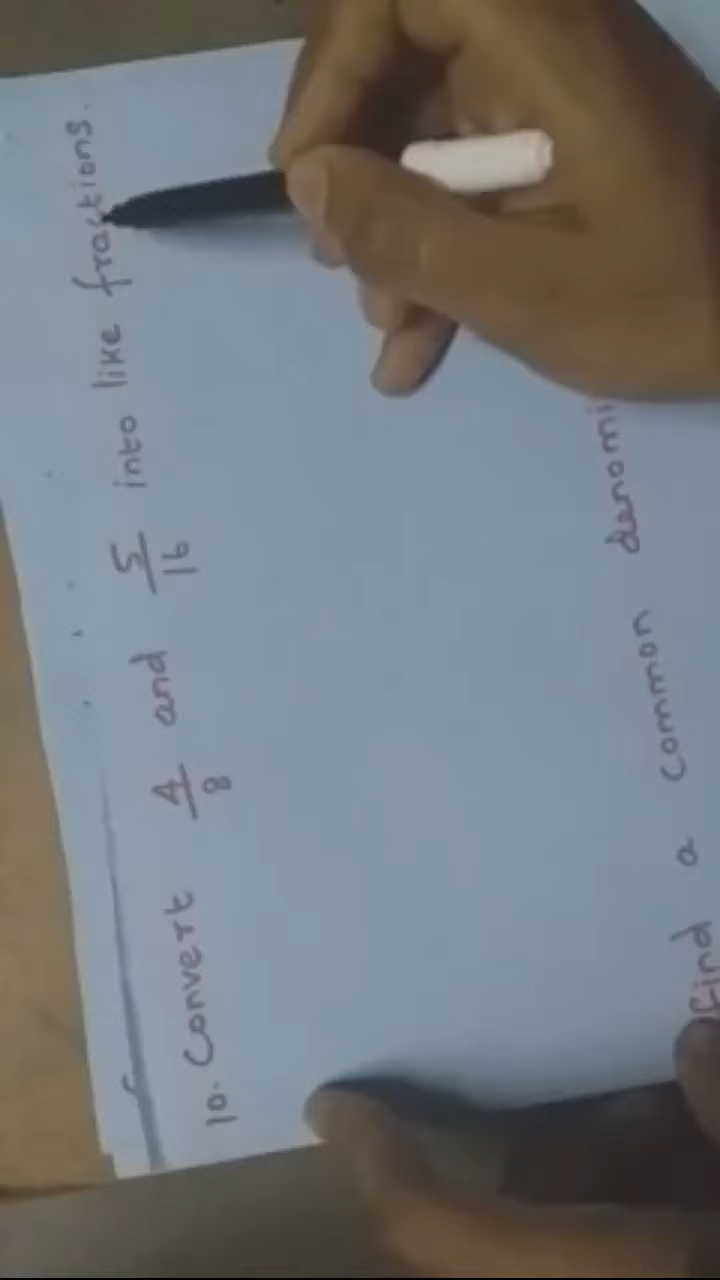 10. Convert 4/8 and 5/16 into like fractions.
find a common denomi